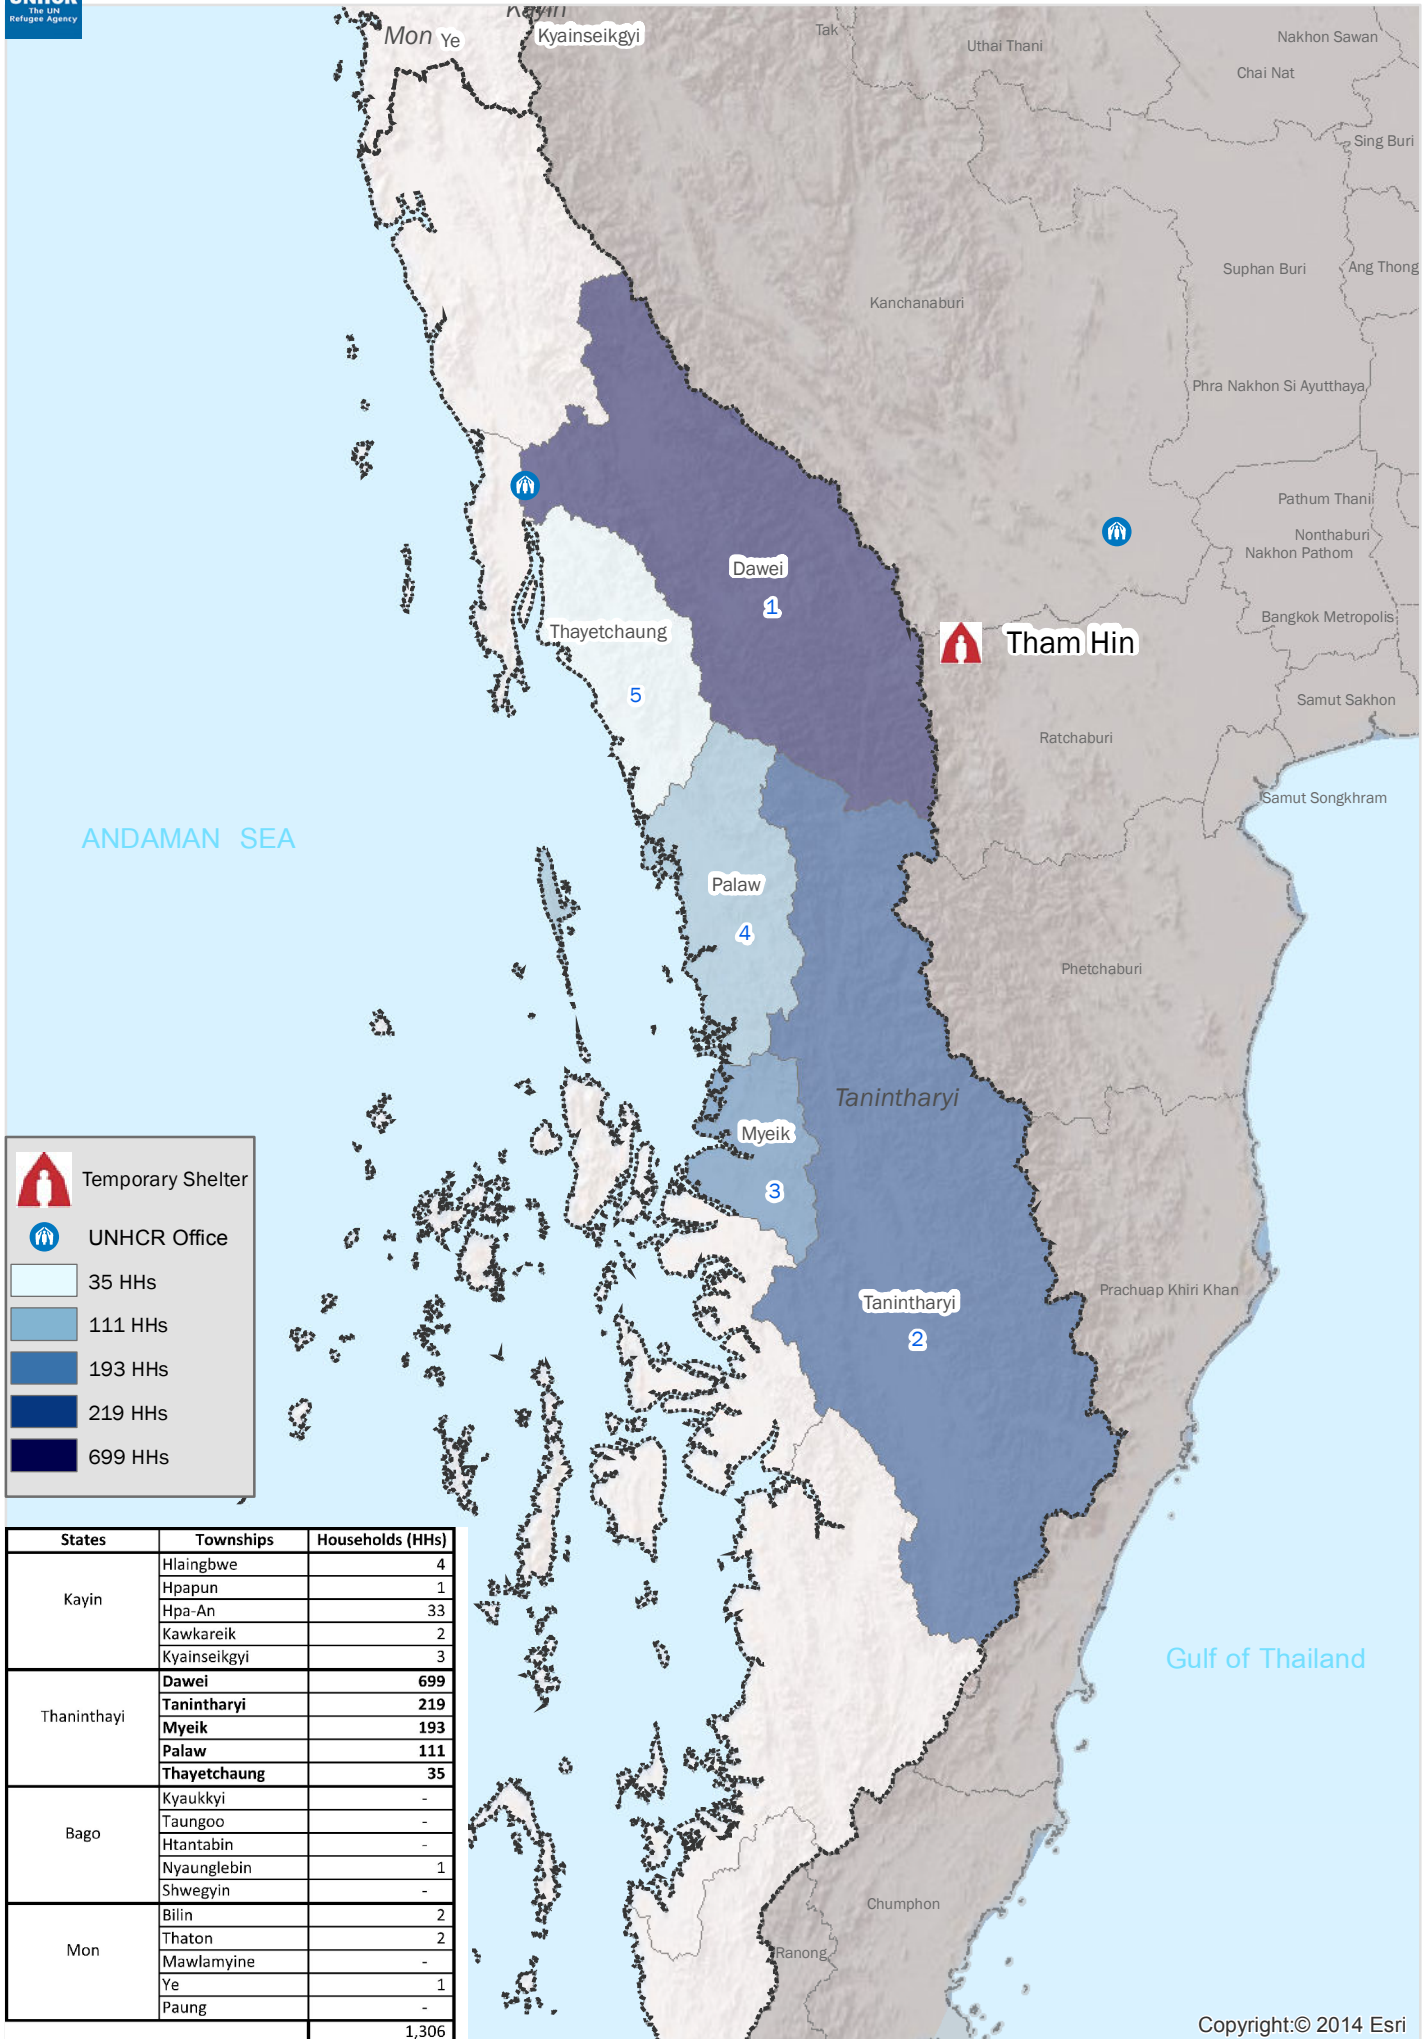 UNHCR
The UN
Refugee Agency
Kayin
Mon
Ye
Kyainseikgyi
Tak
Uthai Thani
Nakhon Sawan
Chai Nat
Sing Buri
Suphan Buri
Ang Thong
Kanchanaburi
Phra Nakhon Si Ayutthaya
Pathum Thani
Nonthaburi
Nakhon Pathom
Dawei
1
Bangkok Metropolis
Thayetchaung
Tham Hin
5
Samut Sakhon
Ratchaburi
Samut Songkhram
ANDAMAN SEA
Palaw
4
Phetchaburi
Tanintharyi
Myeik
3
Prachuap Khiri Khan
Tanintharyi
2
Temporary Shelter
UNHCR Office
35 HHs
111 HHs
193 HHs
219 HHs
699 HHs
States Townships Households (HHs)
Kayin
Hlaingbwe 4
Hpapun 1
Hpa-An 33
Kawkareik 2
Kyainseikgyi 3
Thaninthayi
Dawei 699
Tanintharyi 219
Myeik 193
Palaw 111
Thayetchaung 35
Bago
Kyaukkyi -
Taungoo -
Htantabin -
Nyaunglebin 1
Shwegyin -
Mon
Bilin 2
Thaton 2
Mawlamyine -
Ye 1
Paung -
1,306
Gulf of Thailand
Chumphon
Ranong
Copyright:© 2014 Esri